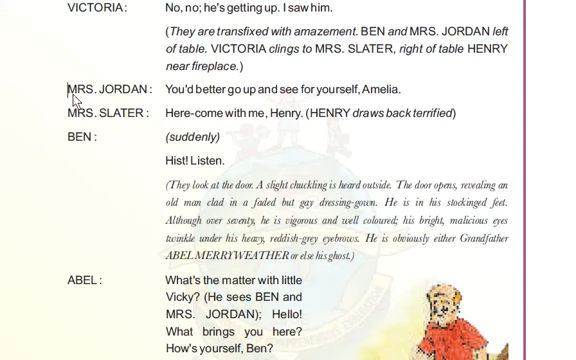 VICTORIA : No, no; he's getting up. I saw him.
(They are transfixed with amazement. BEN and MRS. JORDAN left
of table. VICTORIA clings to MRS. SLATER, right of table HENRY
near fireplace.)
MRS. JORDAN : You'd better go up and see for yourself, Amelia.
MRS. SLATER : Here-come with me, Henry. (HENRY draws back terrified)
BEN : (suddenly)
Hist! Listen.
(They look at the door. A slight chuckling is heard outside. The door opens, revealing an
old man clad in a faded but gay dressing-gown. He is in his stockinged feet.
Although over seventy, he is vigorous and well coloured; his bright, malicious eyes
twinkle under his heavy, reddish-grey eyebrows. He is obviously either Grandfather
ABEL MERRYWEATHER or else his ghost.)
ABEL : What's the matter with little
Vicky? (He sees BEN and
MRS. JORDAN); Hello!
What brings you here?
How's yourself, Ben?